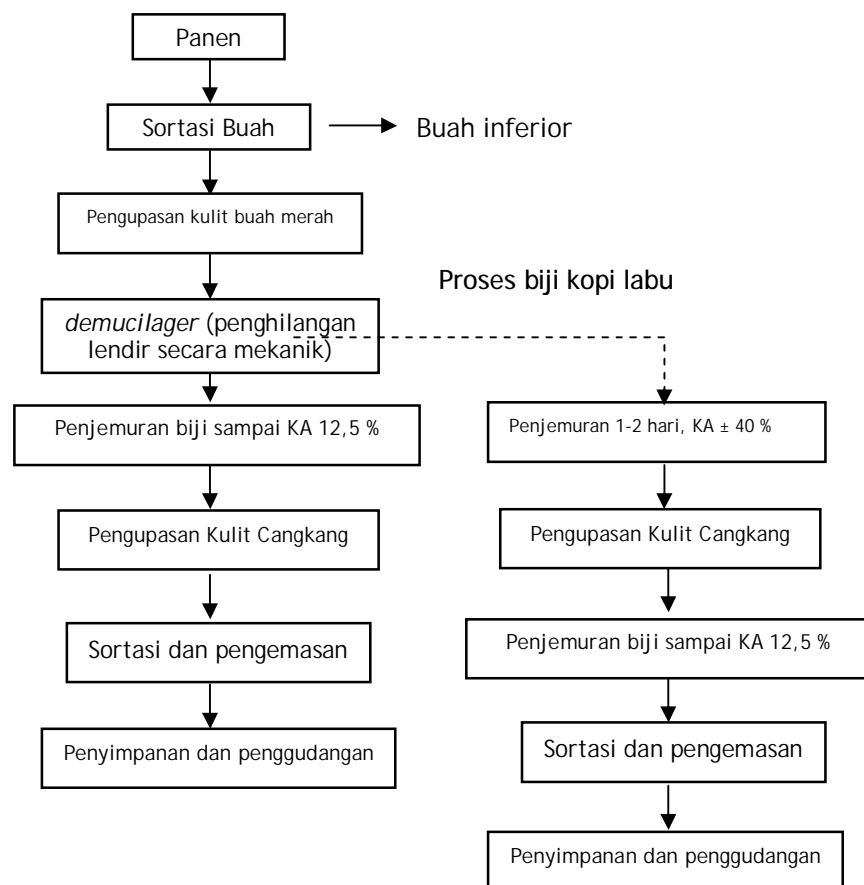 Panen
Sortasi Buah
Buah inferior
Pengupasan kulit buah merah
Proses biji kopi labu
demucilager (penghilangan
lendir secara mekanik)
Penjemuran biji sampai KA 12,5 %
Pengupasan Kulit Cangkang
Sortasi dan pengemasan
Penyimpanan dan penggudangan
Penjemuran 1-2 hari, KA ± 40 %
Pengupasan Kulit Cangkang
Penjemuran biji sampai KA 12,5 %
Sortasi dan pengemasan
Penyimpanan dan penggudangan